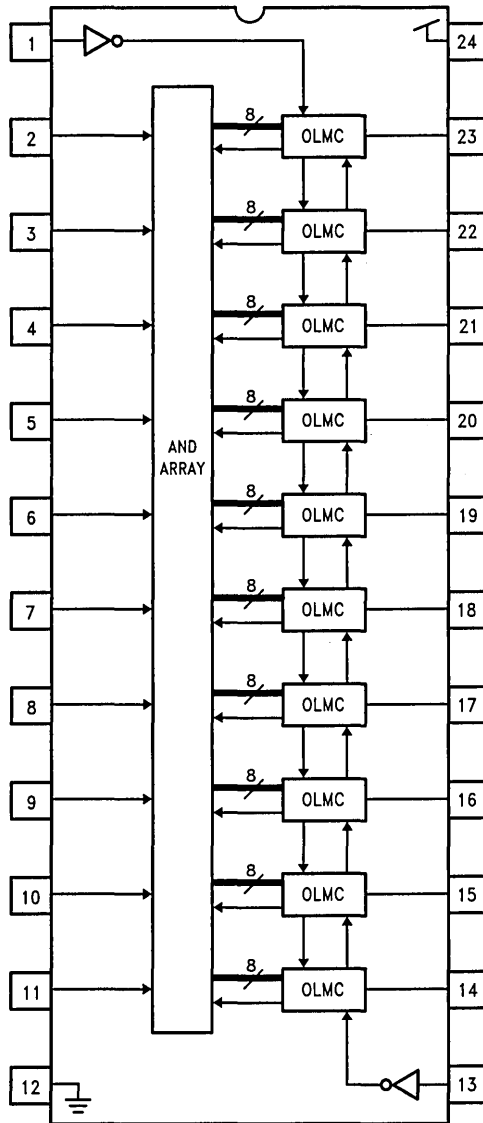 1 24
8
2 OLMC 23
8
3 OLMC 22
8
4 OLMC 21
8
5 OLMC 20
AND
ARRAY
8
6 OLMC 19
8
7 OLMC 18
8
8 OLMC 17
8
9 OLMC 16
8
10 OLMC 15
8
11 OLMC 14
12 13